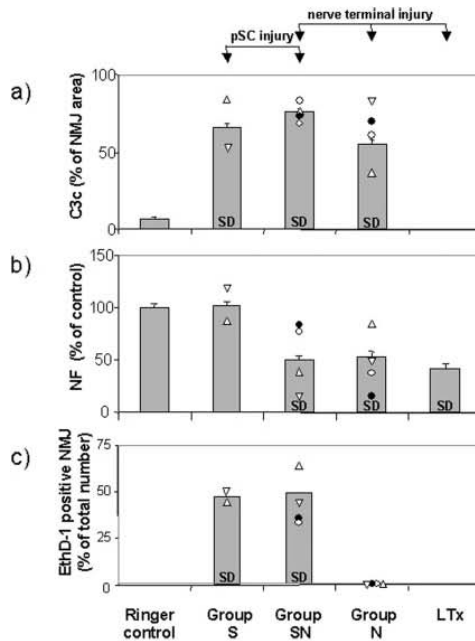 nerve terminal injury
pSC injury
a)
C3c (% of NMJ area)
100
50
0
SD
SD
SD
b)
NF (% of control)
150
100
50
0
SD
SD
SD
c)
EthD-1 positive NMJ
(% of total number)
75
50
25
0
SD
SD
Ringer
control
Group
S
Group
SN
Group
N
LTx